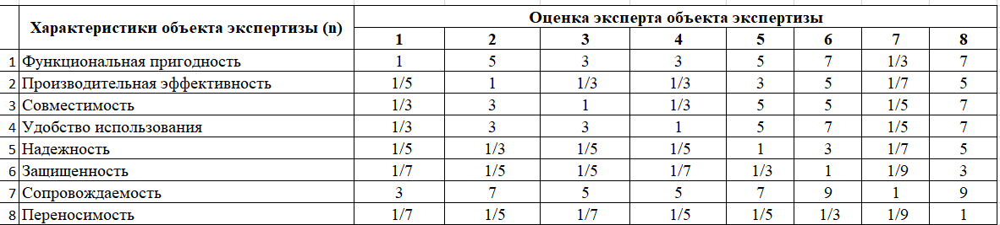 Характеристики объекта экспертизы (n) Оценка эксперта объекта экспертизы
1 2 3 4 5 6 7 8
1 Функциональная пригодность 1 5 3 3 5 7 1/3 7
2 Производительная эффективность 1/5 1 1/3 1/3 3 5 1/7 5
3 Совместимость 1/3 3 1 1/3 5 5 1/5 7
4 Удобство использования 1/3 3 3 1 5 7 1/5 7
5 Надежность 1/5 1/3 1/5 1/5 1 3 1/7 5
6 Защищенность 1/7 1/5 1/5 1/7 1/3 1 1/9 3
7 Сопровождаемость 3 7 5 5 7 9 1 9
8 Переносимость 1/7 1/5 1/7 1/5 1/5 1/3 1/9 1